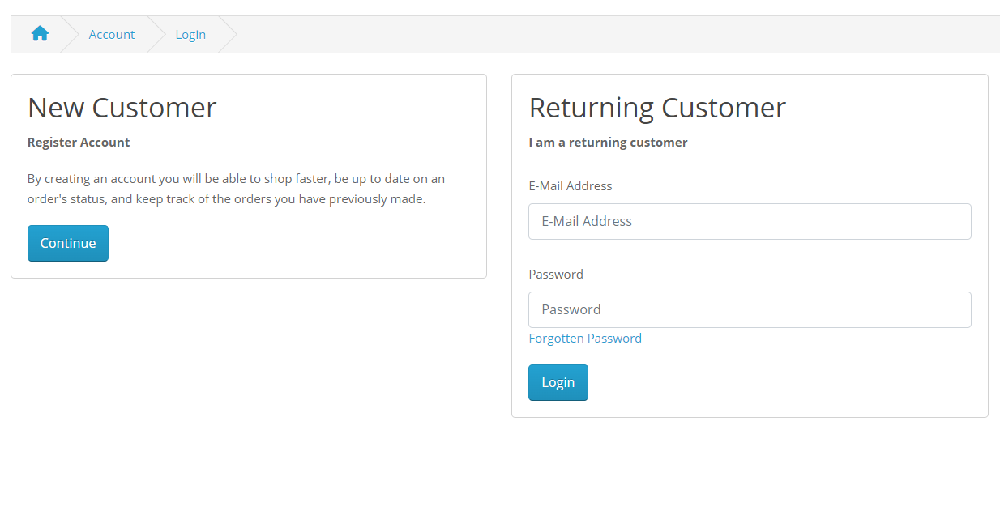 Account
Login
New Customer
Register Account
By creating an account you will be able to shop faster, be up to date on an
order's status, and keep track of the orders you have previously made.
Continue
Returning Customer
I am a returning customer
E-Mail Address
E-Mail Address
Password
Password
Forgotten Password
Login